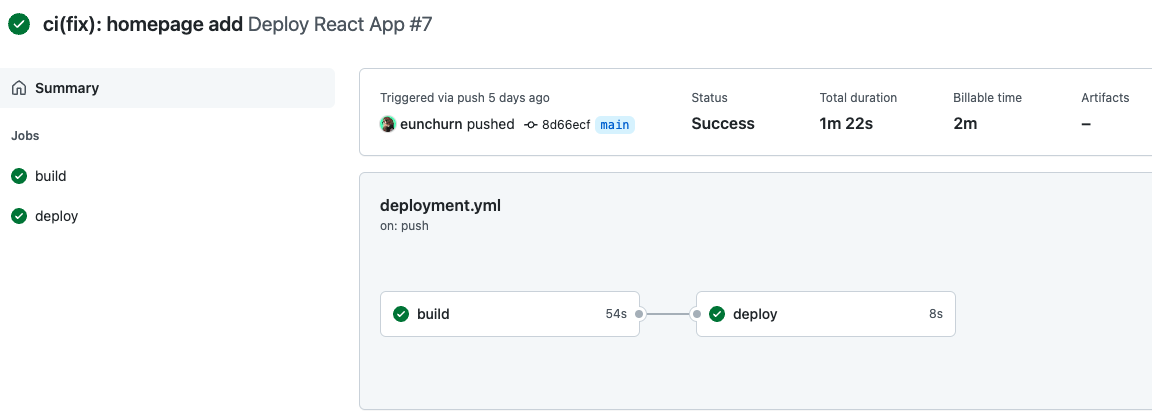 ci(fix): homepage add Deploy React App #7
Summary
Jobs
build
deploy
Triggered via push 5 days ago
eunchurn pushed 8d66ecf main
Status
Success
Total duration
1m 22s
Billable time
2m
Artifacts
–
deployment.yml
on: push
build 54s
deploy 8s